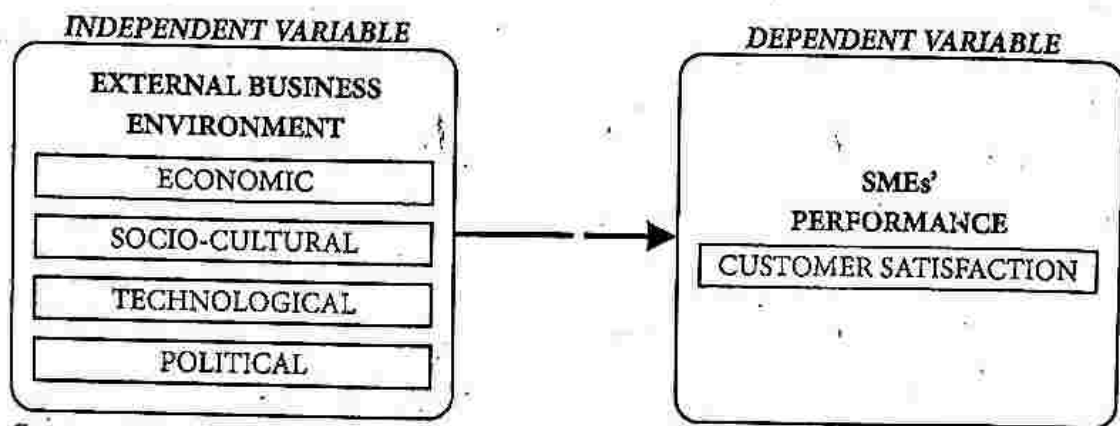 INDEPENDENT VARIABLE
EXTERNAL BUSINESS
ENVIRONMENT
ECONOMIC
SOCIO-CULTURAL
TECHNOLOGICAL
POLITICAL
DEPENDENT VARIABLE
SMEs'
PERFORMANCE
CUSTOMER SATISFACTION